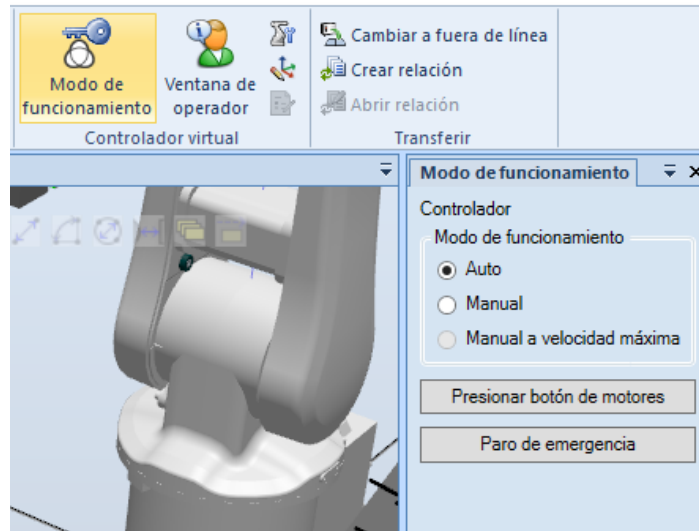 Modo de
funcionamiento
Ventana de
operador
Controlador virtual
Cambiar a fuera de línea
Crear relación
Abrir relación
Transferir
Modo de funcionamiento
Controlador
Modo de funcionamiento
Auto
Manual
Manual a velocidad máxima
Presionar botón de motores
Paro de emergencia